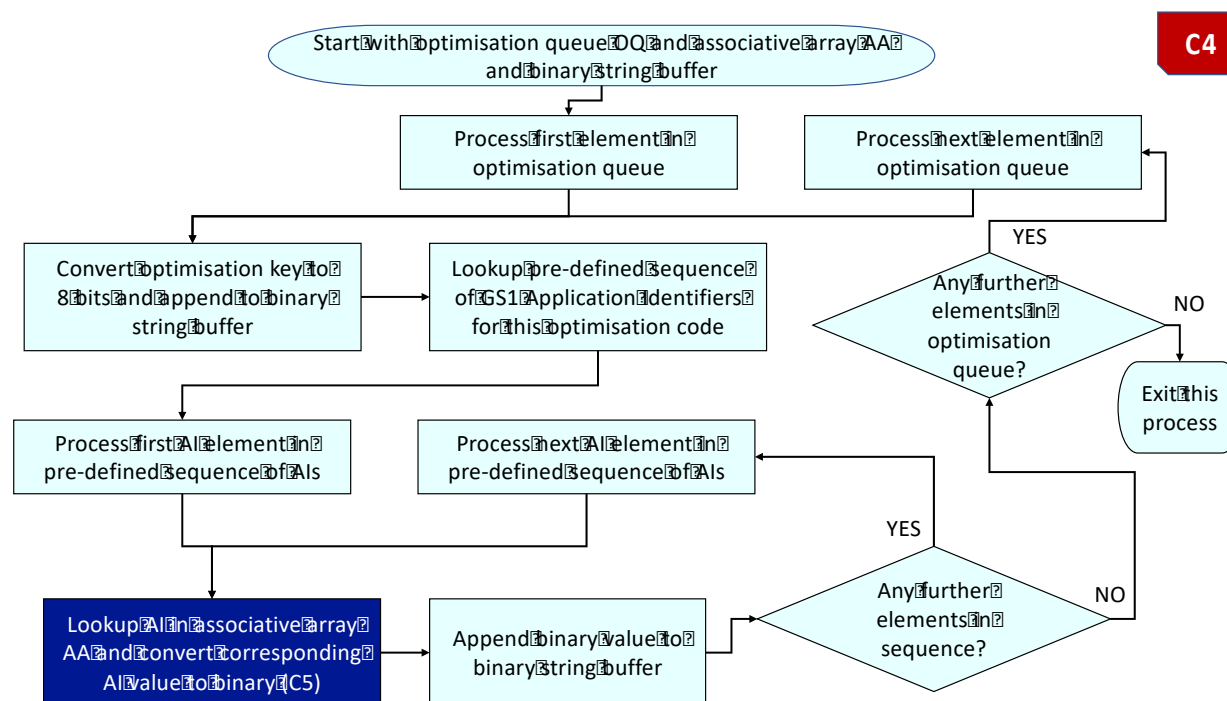 Start with optimisation queue OQ and associative array AA
and binary string buffer
C4
Process first element in
optimisation queue
Process next element in
optimisation queue
Convert optimisation key to
8 bits and append to binary
string buffer
Lookup pre-defined sequence
of GS1 Application Identifiers
for this optimisation code
YES
Any further
elements in
optimisation
queue?
NO
Exit this
process
Process first AI element in
pre-defined sequence of AIs
Process next AI element in
pre-defined sequence of AIs
YES
Lookup AI in associative array
AA and convert corresponding
AI value to binary (C5)
Append binary value to
binary string buffer
Any further
elements in
sequence?
NO